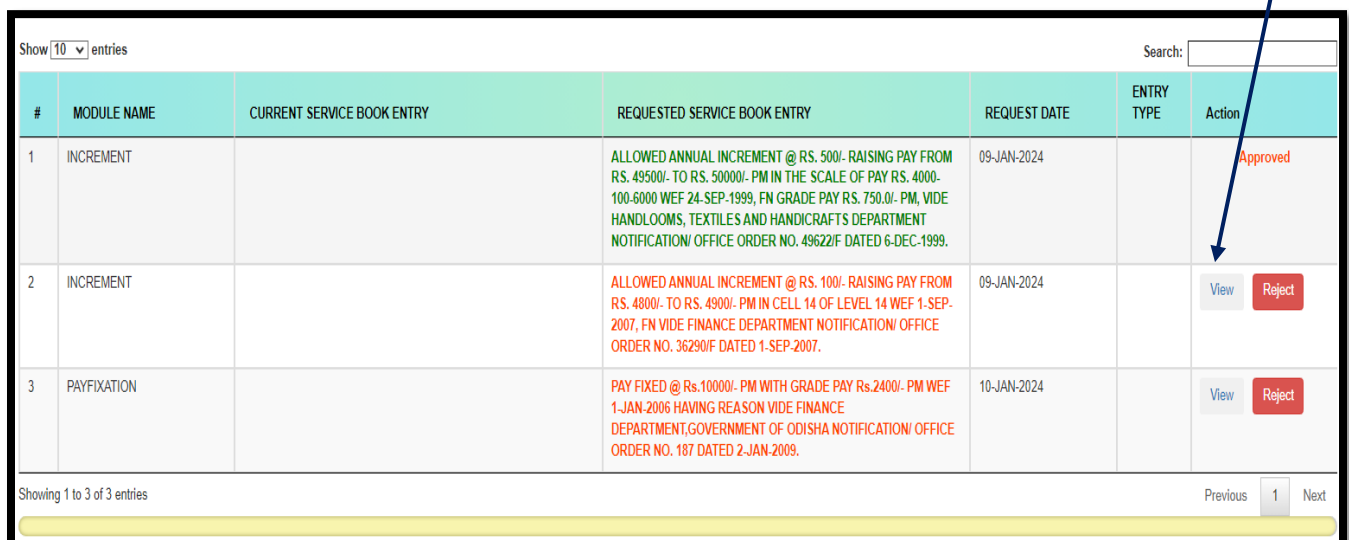 Show 10 entries
Search:
# MODULE NAME CURRENT SERVICE BOOK ENTRY REQUESTED SERVICE BOOK ENTRY REQUEST DATE ENTRY TYPE Action
1 INCREMENT ALLOWED ANNUAL INCREMENT @ RS. 500/- RAISING PAY FROM 09-JAN-2024 Approved
RS. 49500/- TO RS. 50000/- PM IN THE SCALE OF PAY RS. 4000-
100-6000 WEF 24-SEP-1999, FN GRADE PAY RS. 750.0/- PM, VIDE
HANDLOOMS, TEXTILES AND HANDICRAFTS DEPARTMENT
NOTIFICATION/ OFFICE ORDER NO. 49622/F DATED 6-DEC-1999.
2 INCREMENT ALLOWED ANNUAL INCREMENT @ RS. 100/- RAISING PAY FROM 09-JAN-2024 View Reject
RS. 4800/- TO RS. 4900/- PM IN CELL 14 OF LEVEL 14 WEF 1-SEP-
2007, FN VIDE FINANCE DEPARTMENT NOTIFICATION/ OFFICE
ORDER NO. 36290/F DATED 1-SEP-2007.
3 PAYFIXATION PAY FIXED @ Rs.10000/- PM WITH GRADE PAY Rs.2400/- PM WEF 10-JAN-2024 View Reject
1-JAN-2006 HAVING REASON VIDE FINANCE
DEPARTMENT,GOVERNMENT OF ODISHA NOTIFICATION/ OFFICE
ORDER NO. 187 DATED 2-JAN-2009.
Showing 1 to 3 of 3 entries
Previous 1 Next